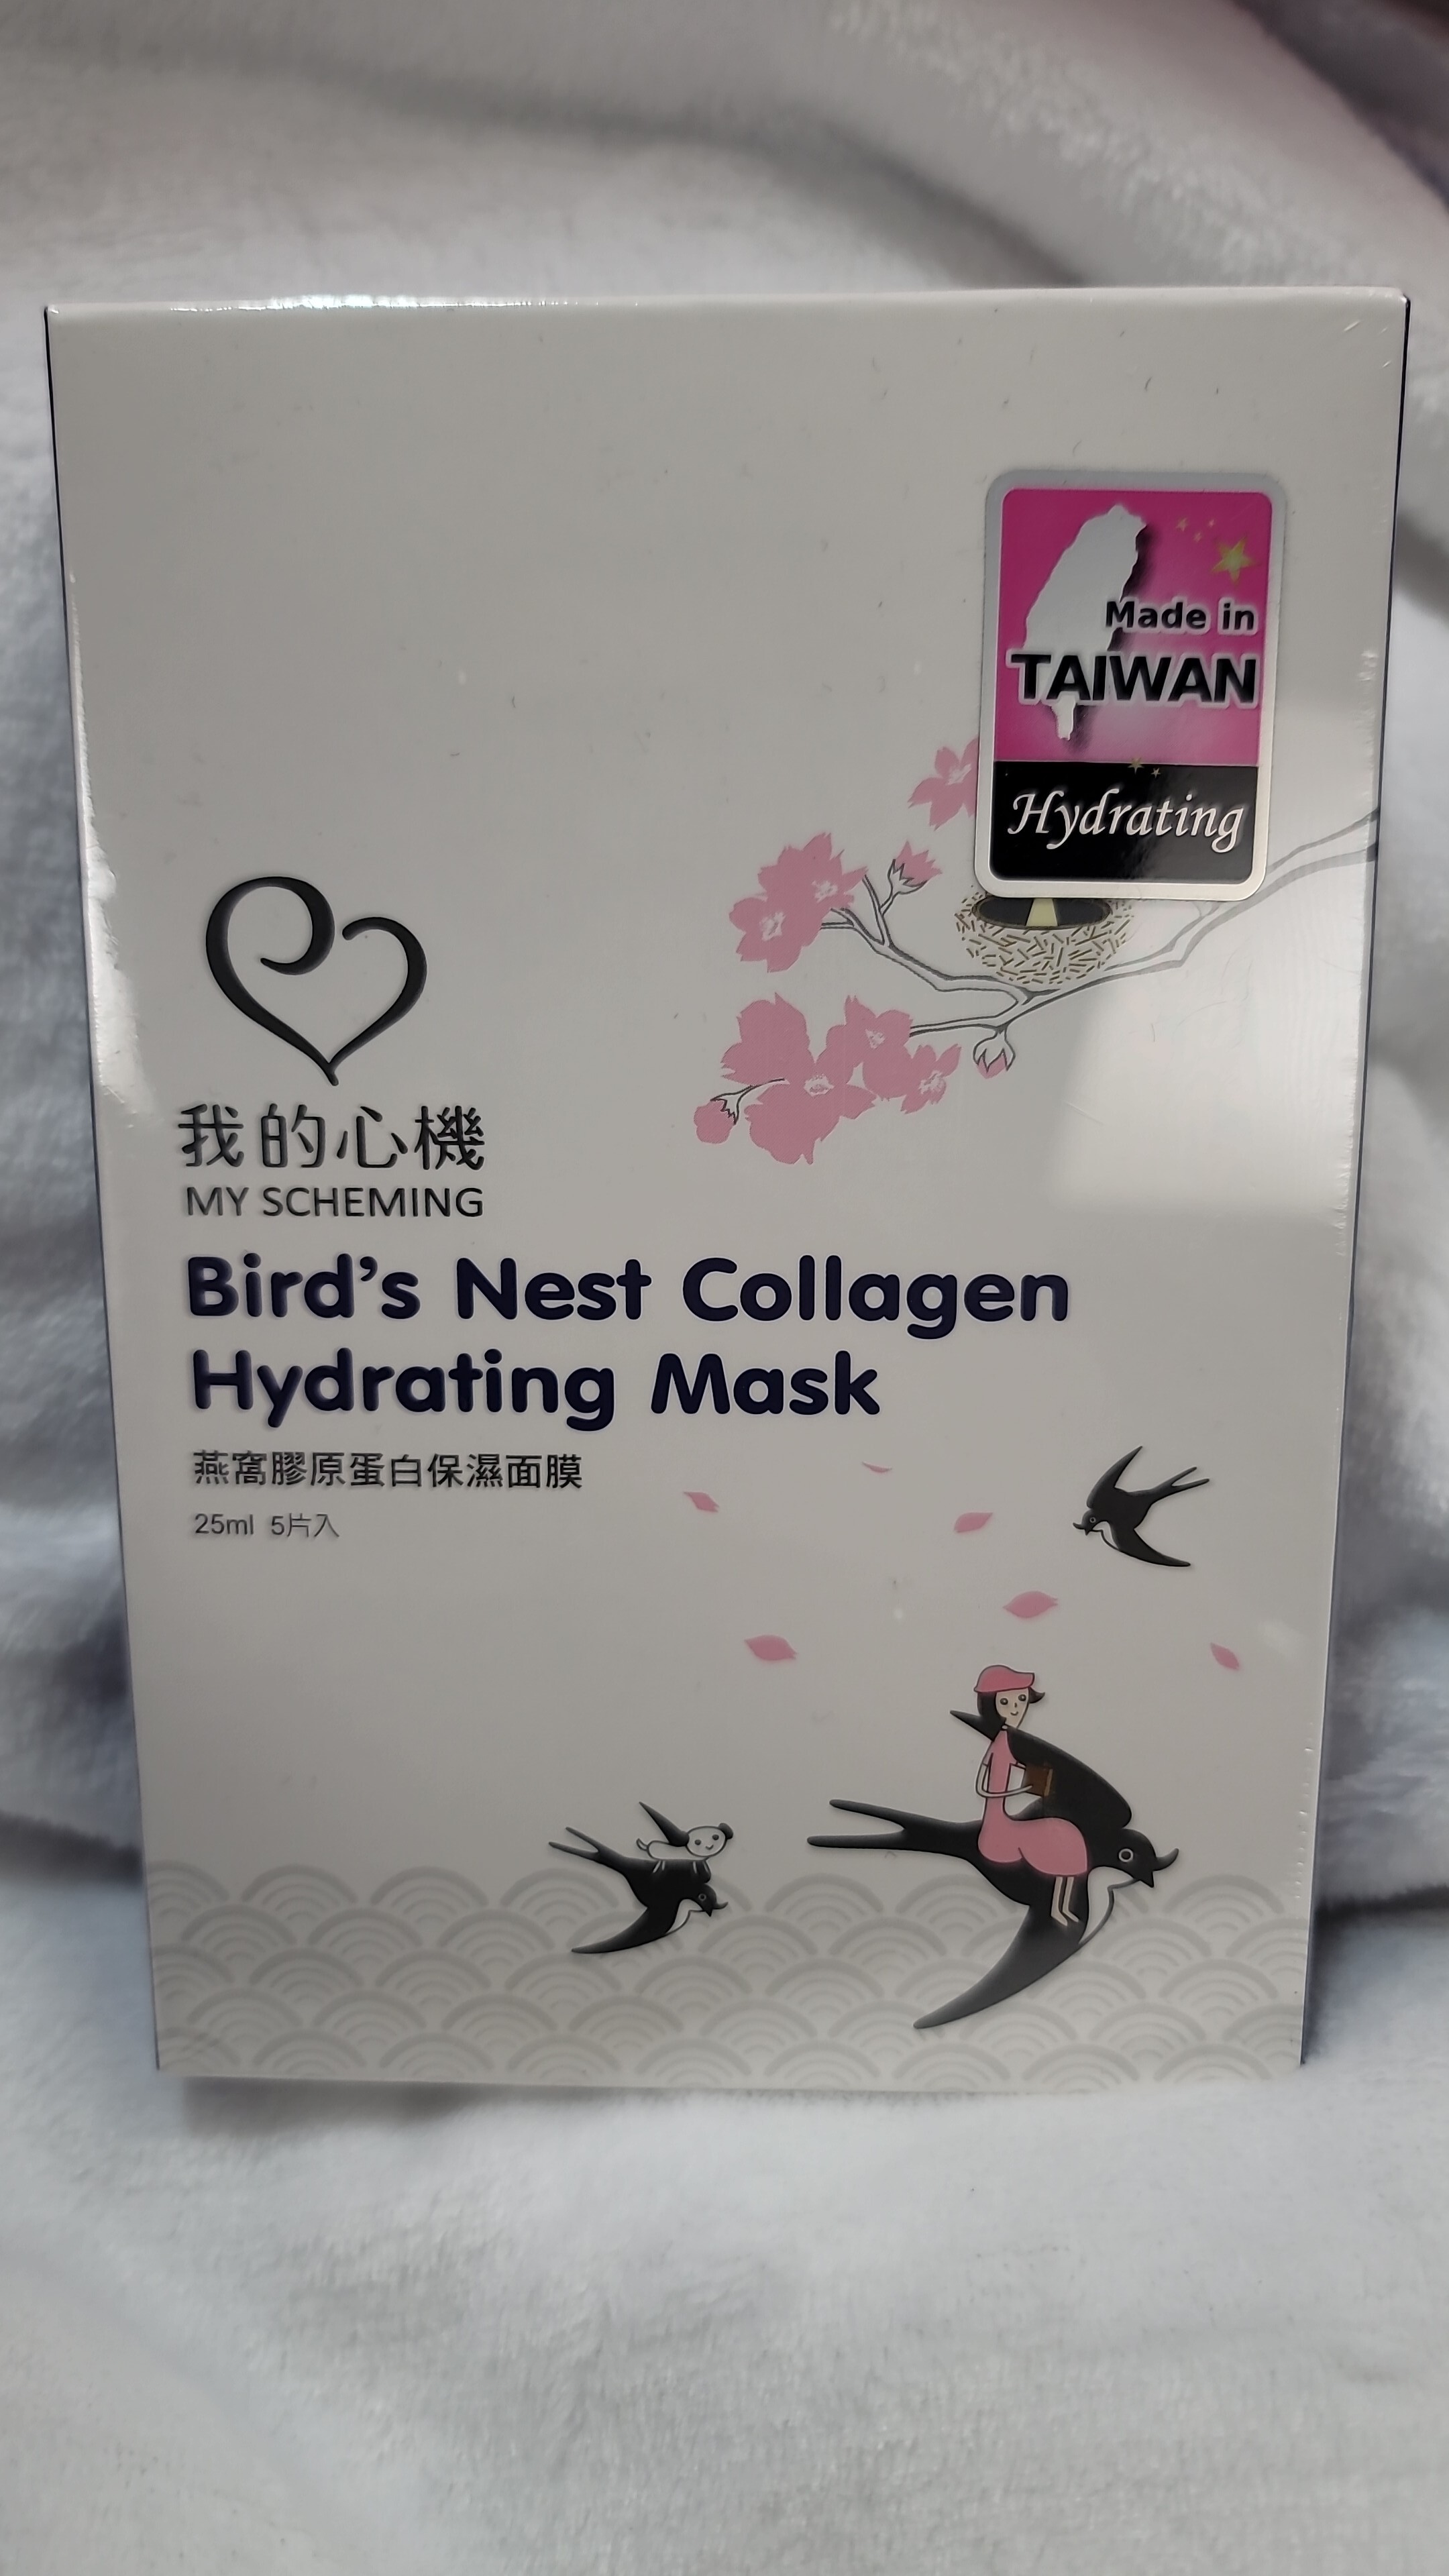 Made in
TAIWAN
Hydrating
我的心機
MY SCHEMING
Bird's Nest Collagen
Hydrating Mask
燕窩膠原蛋白保濕面膜
25ml 5片入